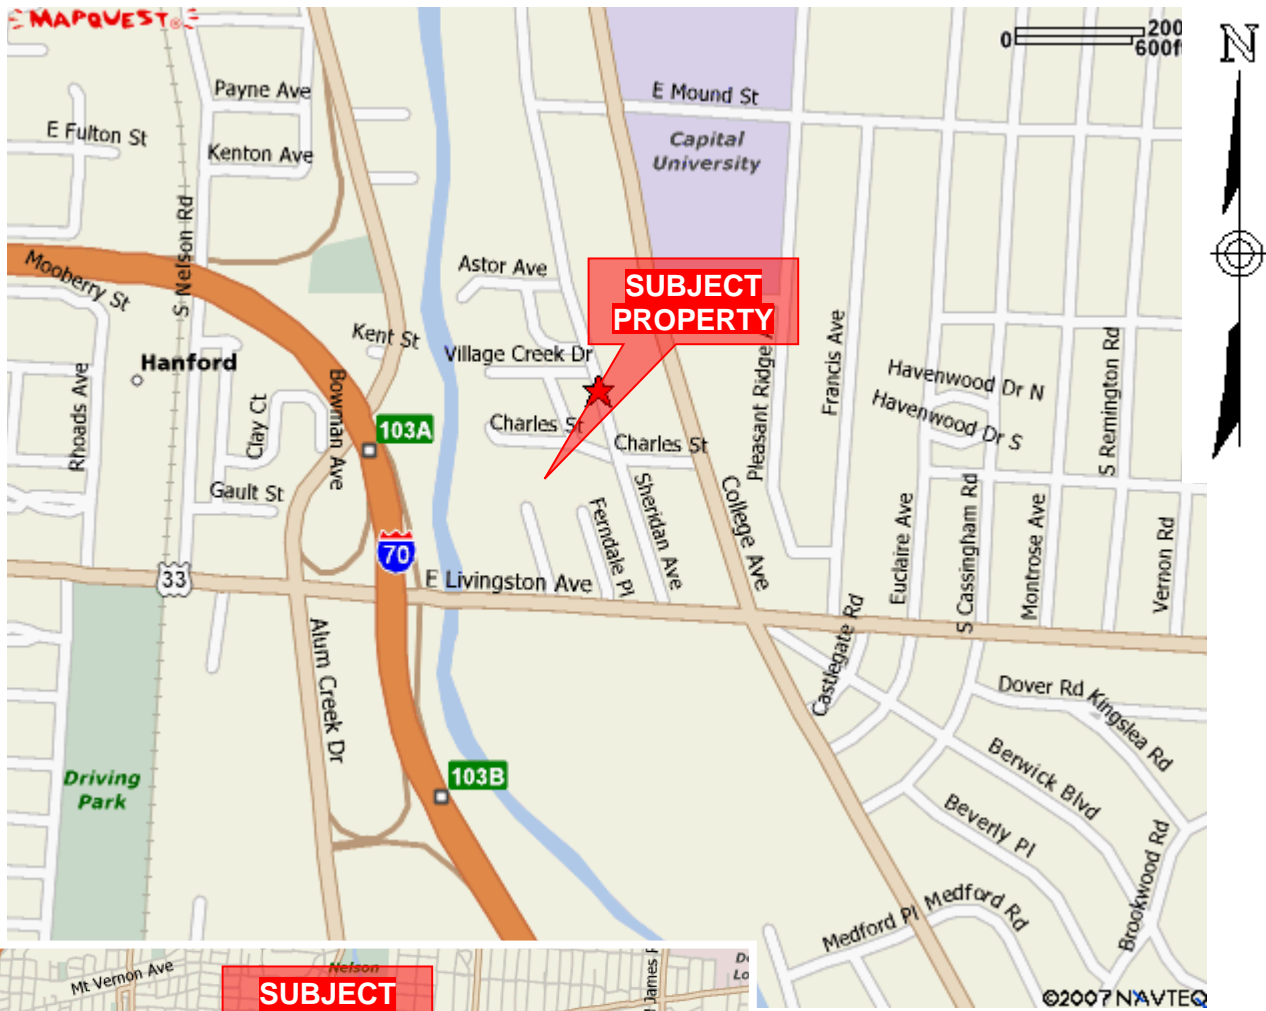 MAPQUEST®
0
200
600ft
N
Payne Ave
E Mound St
E Fulton St
Capital
University
Kenton Ave
S Nelson Rd
Mooberry St
Astor Ave
SUBJECT
PROPERTY
Kent St
Village Creek Dr
Hanford
Rhoads Ave
Clay Ct
Bowman Ave
103A
Charles St
Charles St
Pleasant Ridge A
Francis Ave
Havenwood Dr N
Havenwood Dr S
S Remington Rd
Gault St
Ferndale Pl
Sheridan Ave
College Ave
Euclaire Ave
S Cassingham Rd
Montrose Ave
Vernon Rd
70
33
E Livingston Ave
Alum Creek Dr
Castlegate Rd
Dover Rd
Kingslea Rd
Driving
Park
103B
Berwick Blvd
Beverly Pl
Brookwood Rd
Medford Pl
Medford Rd
©2007 NAVTEQ
Mt Vernon Ave
Nelson
SUBJECT
James